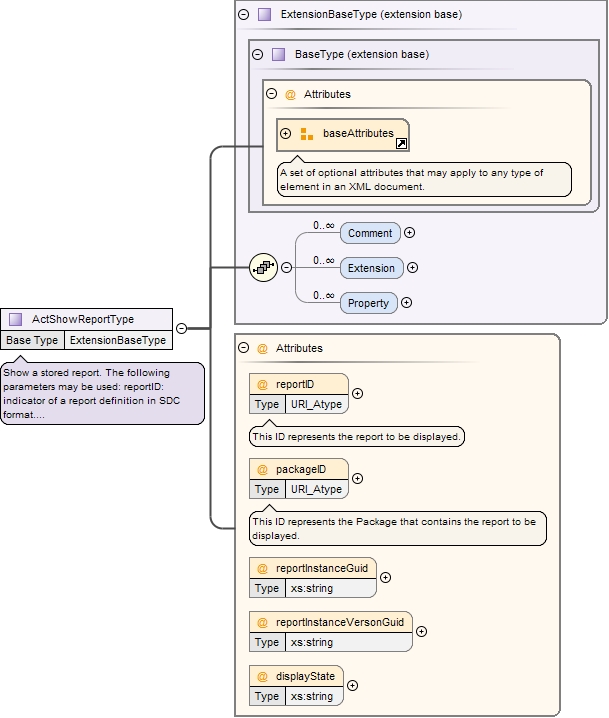 ExtensionBaseType (extension base)
BaseType (extension base)
@ Attributes
baseAttributes
A set of optional attributes that may apply to any type of
element in an XML document.
0..∞
Comment
0..∞
Extension
0..∞
Property
ActShowReportType
Base Type ExtensionBaseType
Show a stored report. The following
parameters may be used: reportID:
indicator of a report definition in SDC
format....
@ Attributes
@ reportID
Type URI_Atype
This ID represents the report to be displayed.
@ packageID
Type URI_Atype
This ID represents the Package that contains the report to be
displayed.
@ reportInstanceGuid
Type xs:string
@ reportInstanceVersonGuid
Type xs:string
@ displayState
Type xs:string